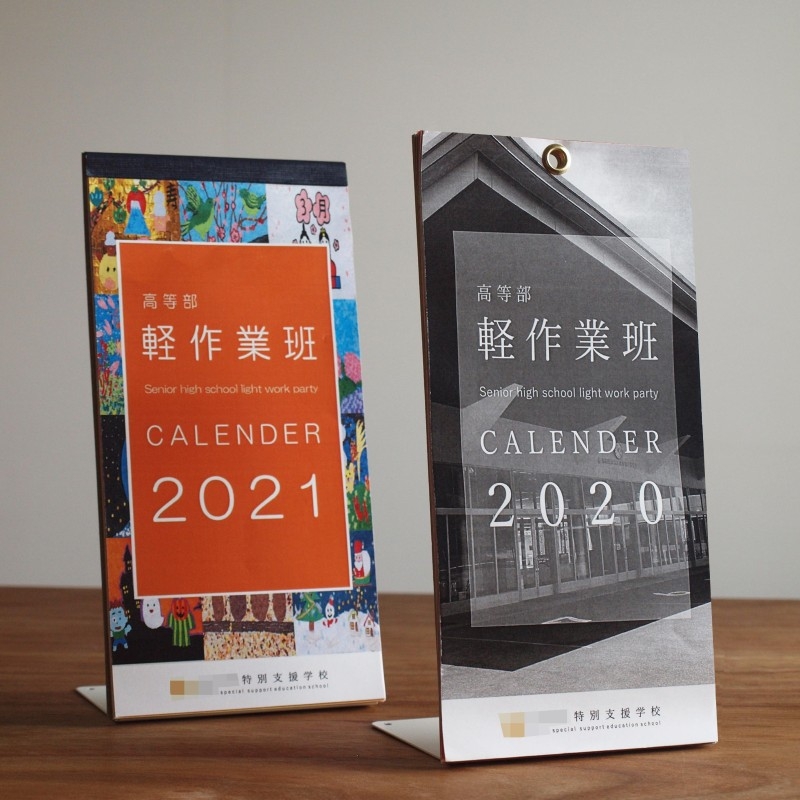 寿
高等部
軽作業班
Senior high school light work party
CALENDER
2021
特別支援学校
special support education school
高等部
軽作業班
Senior high school light work party
CALENDER
2020
特別支援学校
special support education school